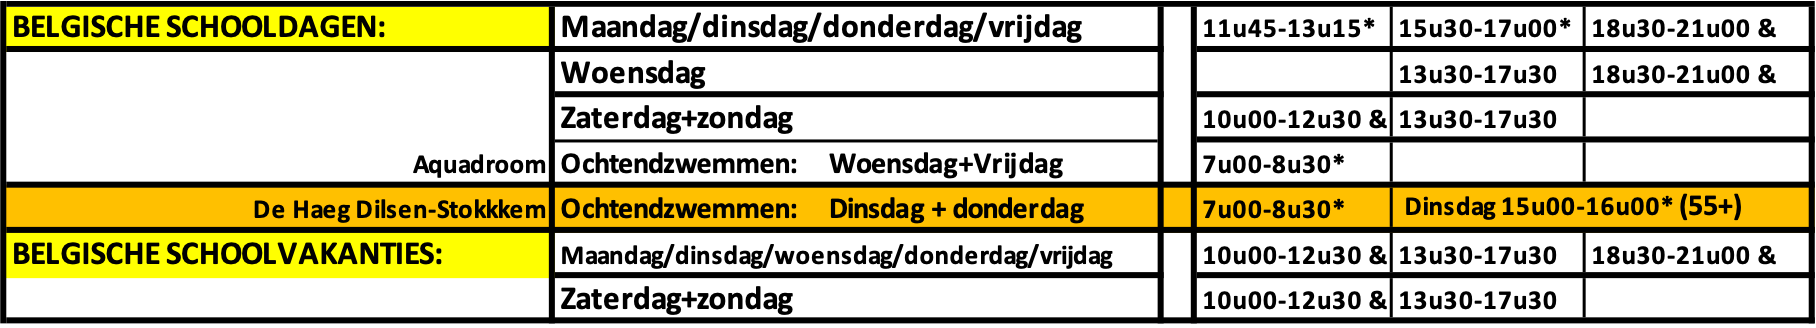 BELGISCHE SCHOOLDAGEN: Maandag/dinsdag/donderdag/vrijdag 11u45-13u15* 15u30-17u00* 18u30-21u00 &
Woensdag 13u30-17u30 18u30-21u00 &
Zaterdag+zondag 10u00-12u30 & 13u30-17u30
Aquadroom Ochtendzwemmen: Woensdag+Vrijdag 7u00-8u30*
De Haeg Dilsen-Stokkkem Ochtendzwemmen: Dinsdag + donderdag 7u00-8u30* Dinsdag 15u00-16u00* (55+)
BELGISCHE SCHOOLVAKANTIES: Maandag/dinsdag/woensdag/donderdag/vrijdag 10u00-12u30 & 13u30-17u30 18u30-21u00 &
Zaterdag+zondag 10u00-12u30 & 13u30-17u30